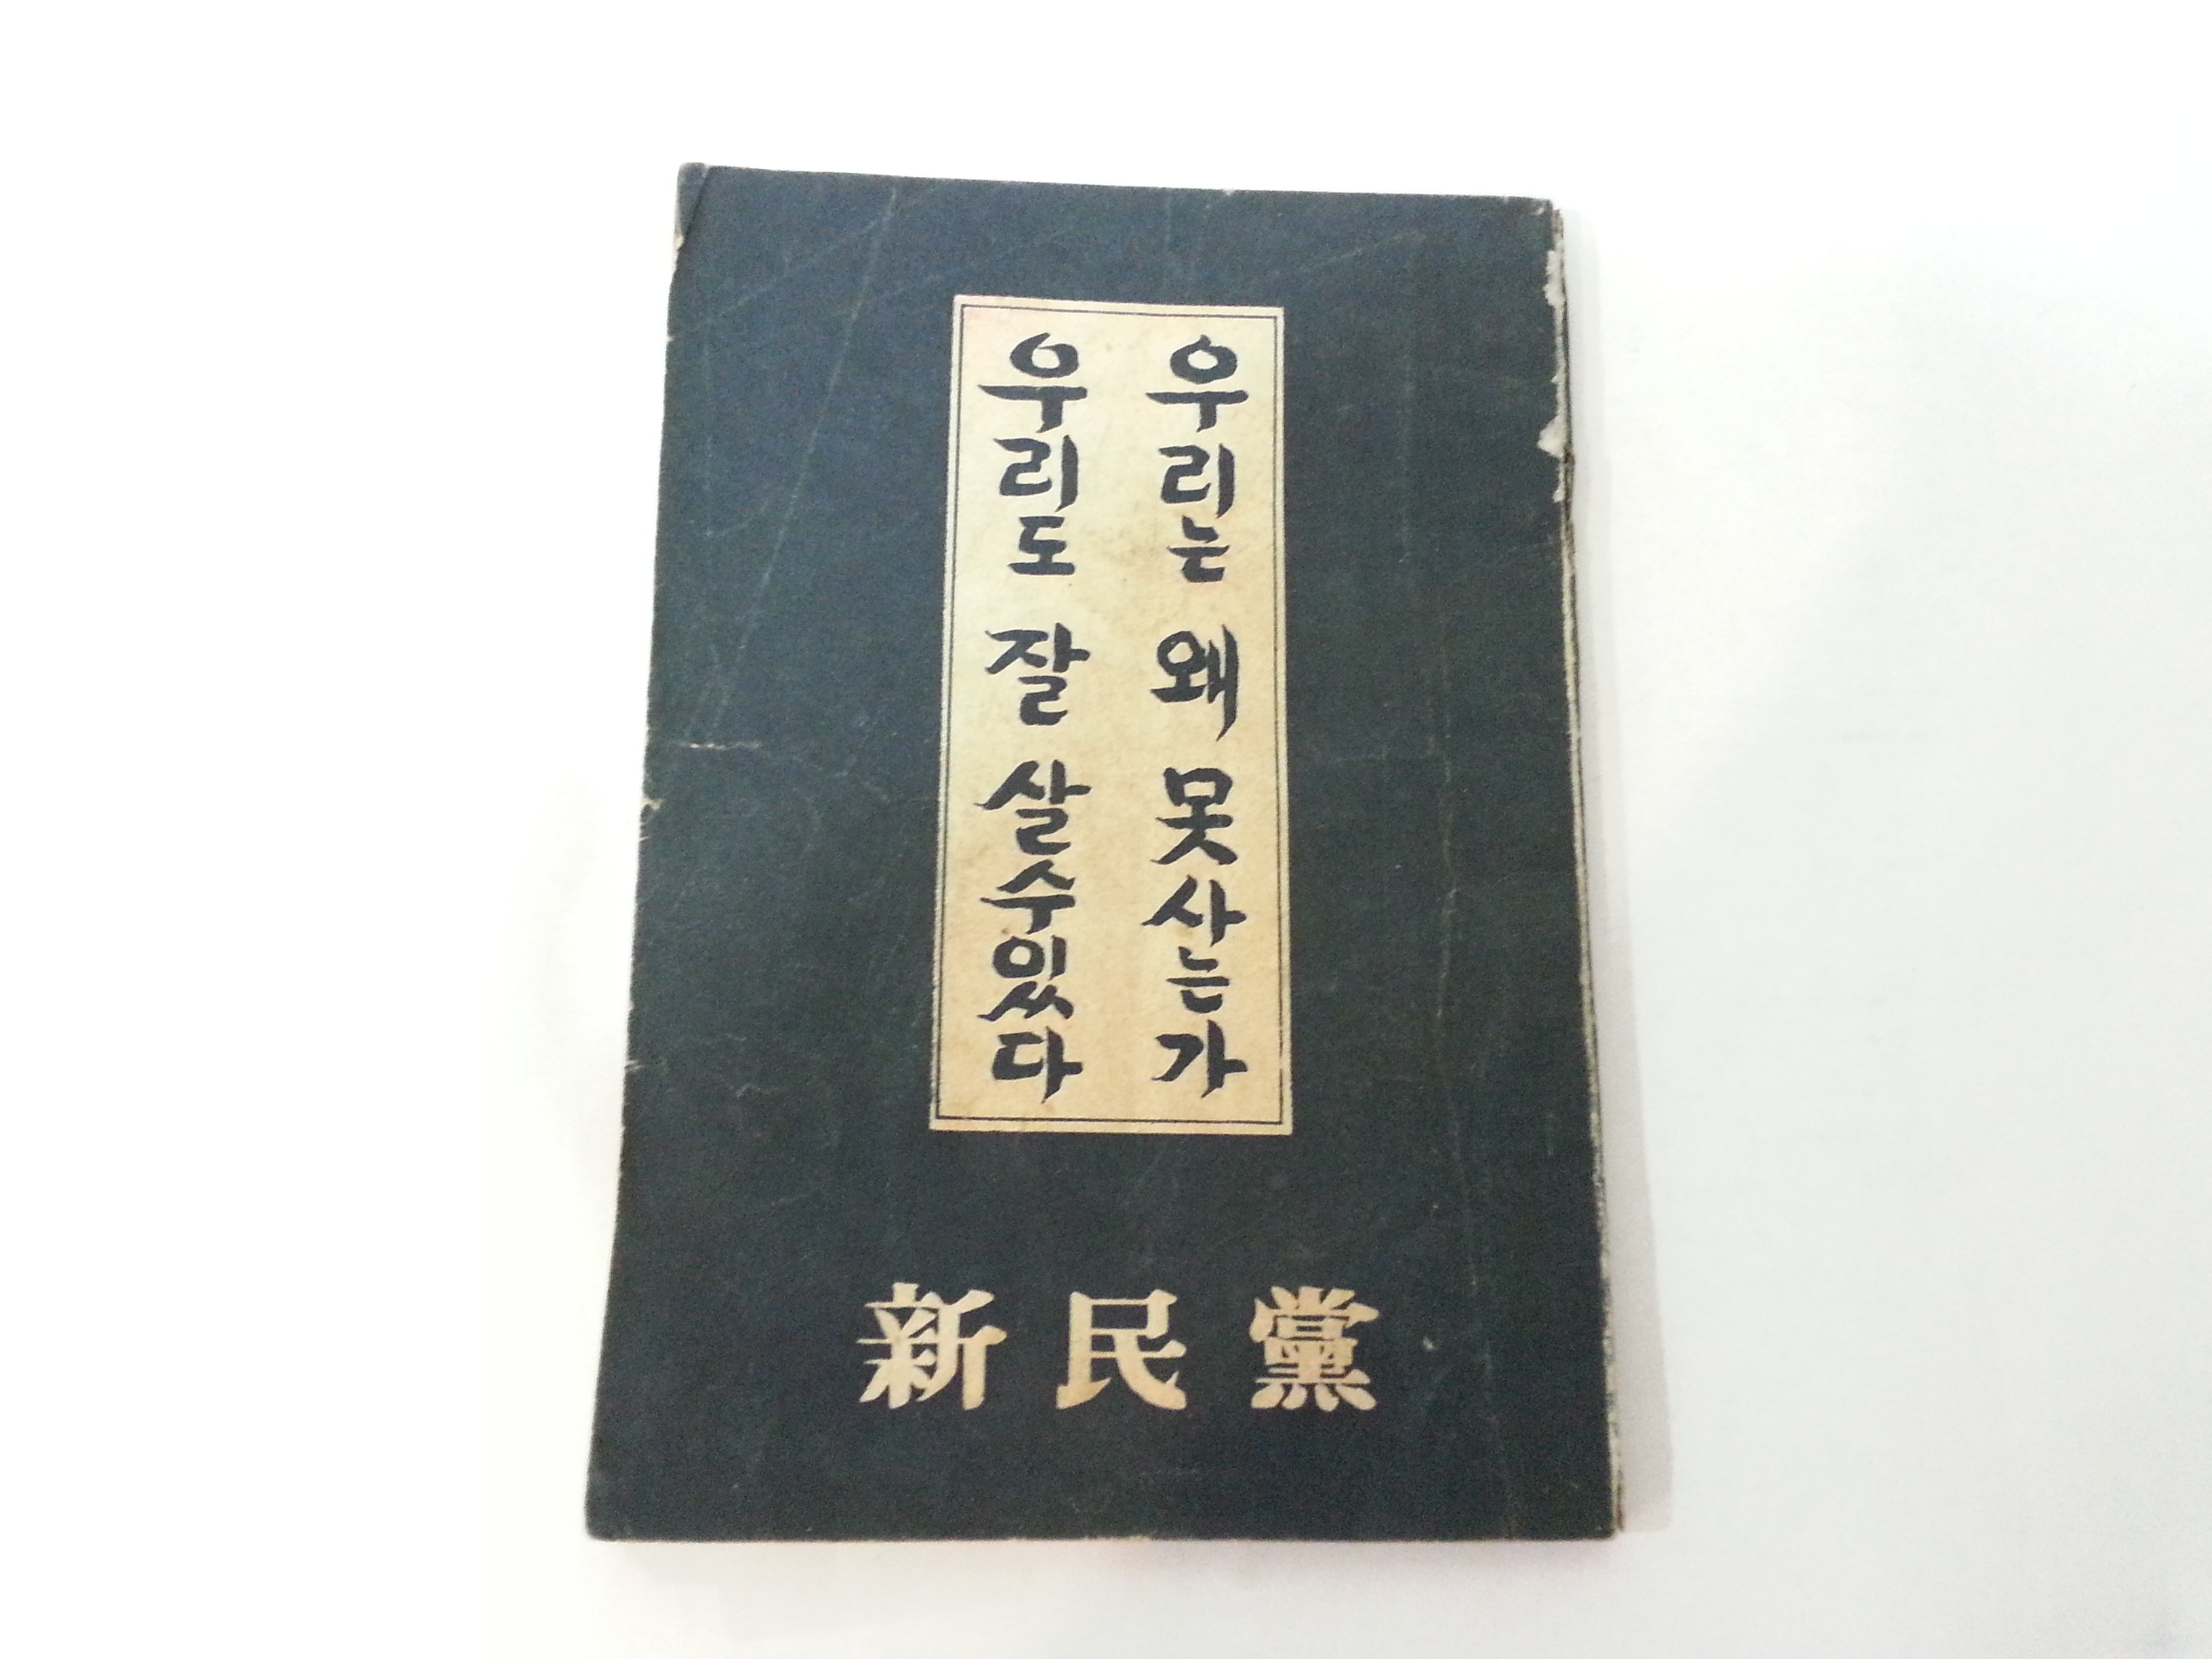 우리는 왜 못사는가
우리도 잘 살수있다
新民黨